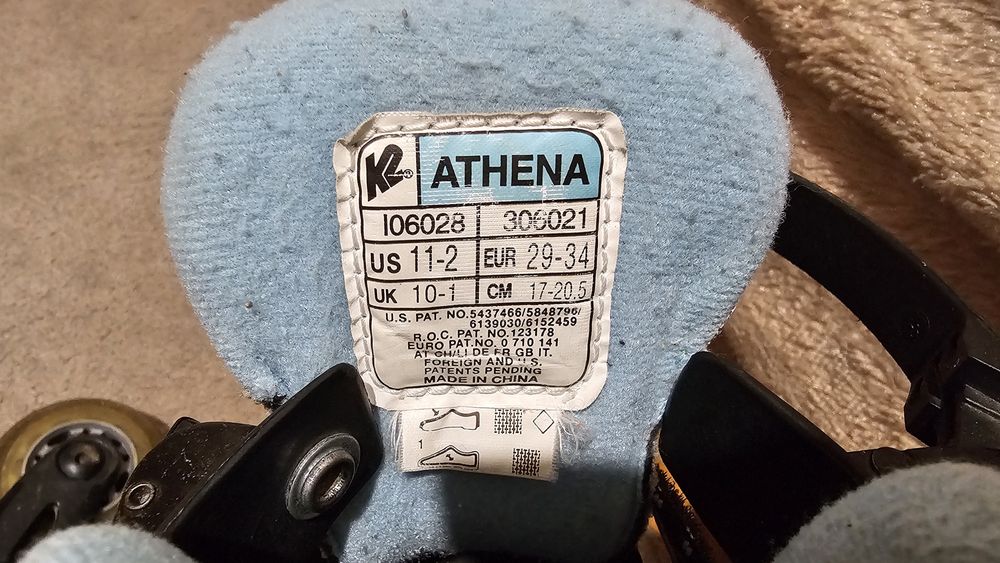 K2 ® ATHENA
I06028 306021
US 11-2 EUR 29-34
UK 10-1 CM 17-20.5
U.S. PAT. NO.5437466/5848796/
6139030/6152459
R.O.C. PAT. NO.123178
EURO PAT.NO. 0 710 141
AT CH/LI DE FR GB IT.
FOREIGN AND U.S.
PATENTS PENDING
MADE IN CHINA
1